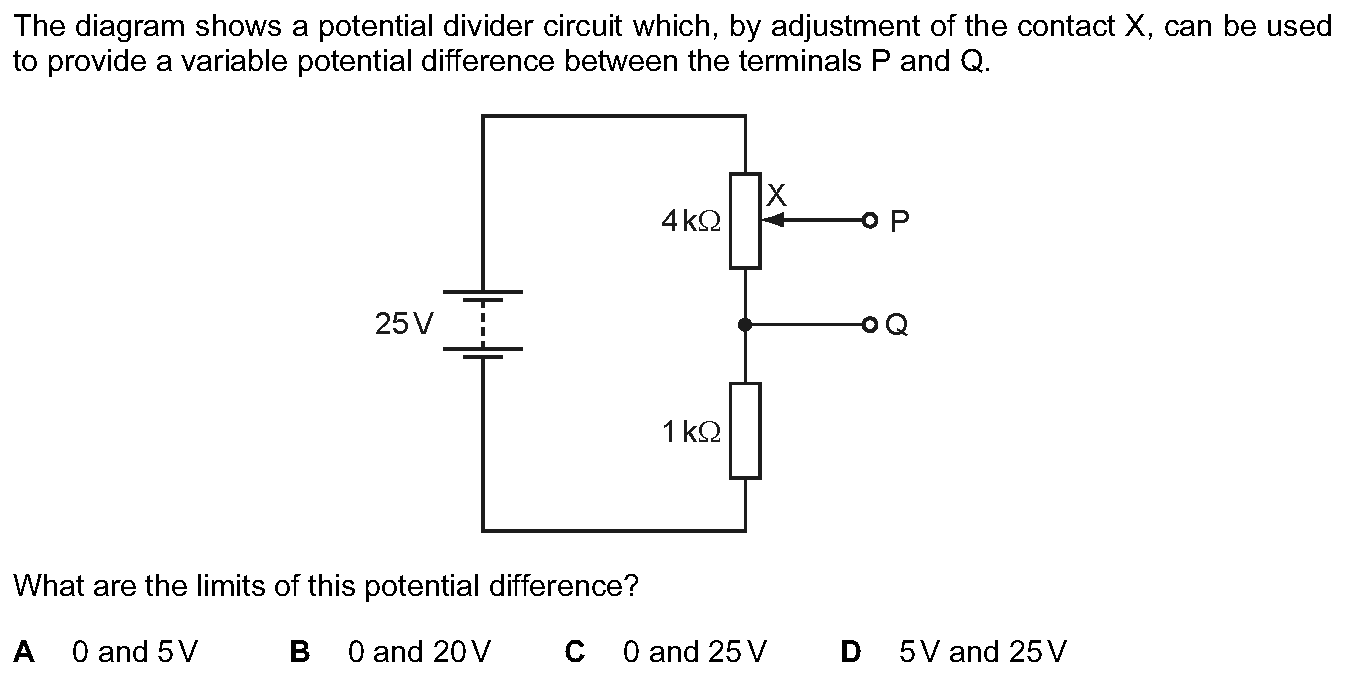 The diagram shows a potential divider circuit which, by adjustment of the contact X, can be used
to provide a variable potential difference between the terminals P and Q.
X
4 kΩ
P
25 V
Q
1 kΩ
What are the limits of this potential difference?
A 0 and 5 V B 0 and 20 V C 0 and 25 V D 5 V and 25 V